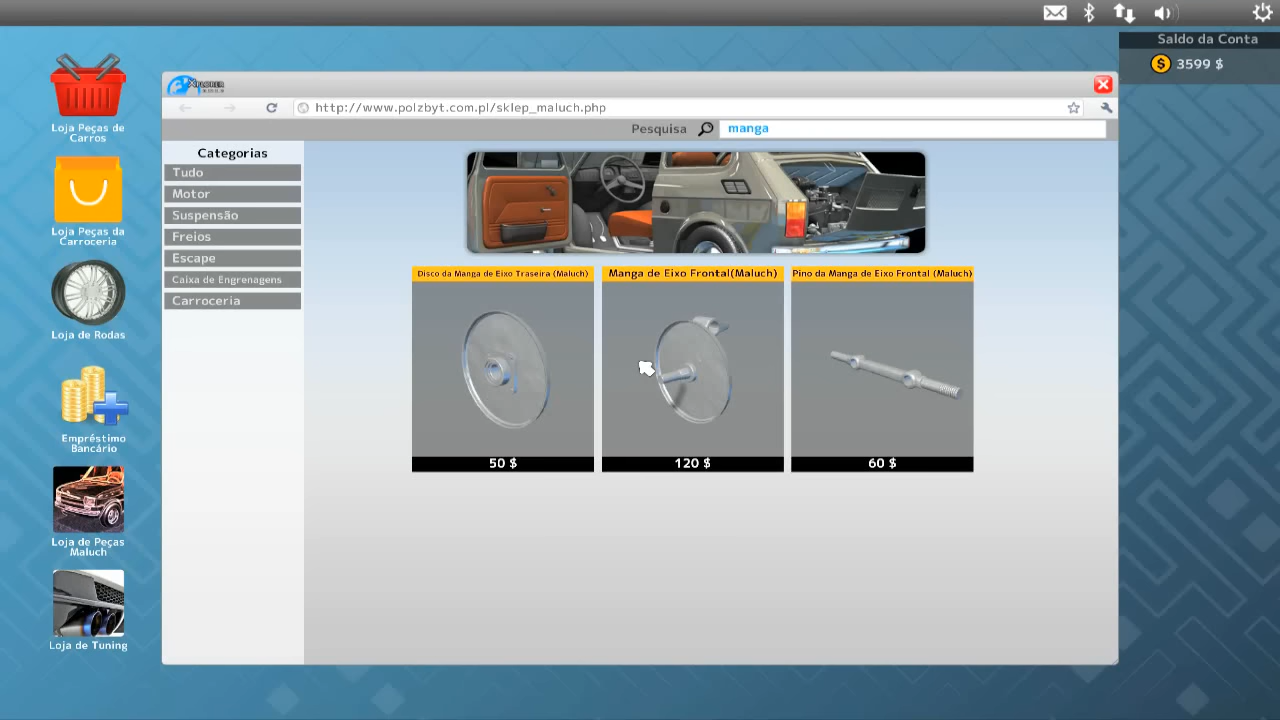 Saldo da Conta
$ 3599 $
Loja Peças de
Carros
Loja Peças da
Carroceria
Loja de Rodas
Empréstimo
Bancário
Loja de Peças
Maluch
Loja de Tuning
http://www.polzbyt.com.pl/sklep_maluch.php
Pesquisa manga
Categorias
Tudo
Motor
Suspensão
Freios
Escape
Caixa de Engrenagens
Carroceria
Disco da Manga de Eixo Traseira (Maluch)
50 $
Manga de Eixo Frontal(Maluch)
120 $
Pino da Manga de Eixo Frontal (Maluch)
60 $